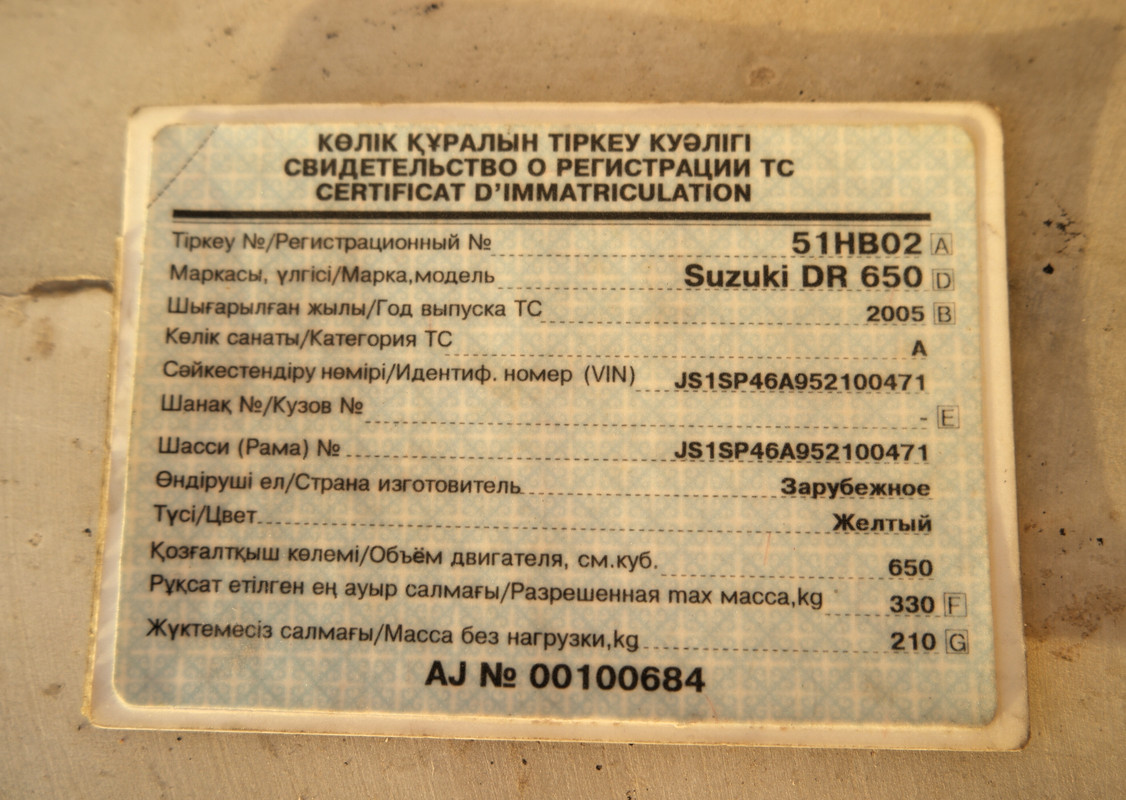 КӨЛІК ҚҰРАЛЫН ТІРКЕУ КУӘЛІГІ
СВИДЕТЕЛЬСТВО О РЕГИСТРАЦИИ ТС
CERTIFICAT D'IMMATRICULATION
Тіркеу №/Регистрационный № 51HB02 A
Маркасы, үлгісі/Марка,модель Suzuki DR 650 D
Шығарылған жылы/Год выпуска ТС 2005 B
Көлік санаты/Категория ТС A
Сәйкестендіру нөмірі/Идентиф. номер (VIN) JS1SP46A952100471
Шанақ №/Кузов № - E
Шасси (Рама) № JS1SP46A952100471
Өндіруші ел/Страна изготовитель Зарубежное
Түсі/Цвет Желтый
Қозғалтқыш көлемі/Объём двигателя, см.куб. 650
Рұқсат етілген ең ауыр салмағы/Разрешенная max масса,kg 330 F
Жүктемесіз салмағы/Масса без нагрузки,kg 210 G
AJ № 00100684